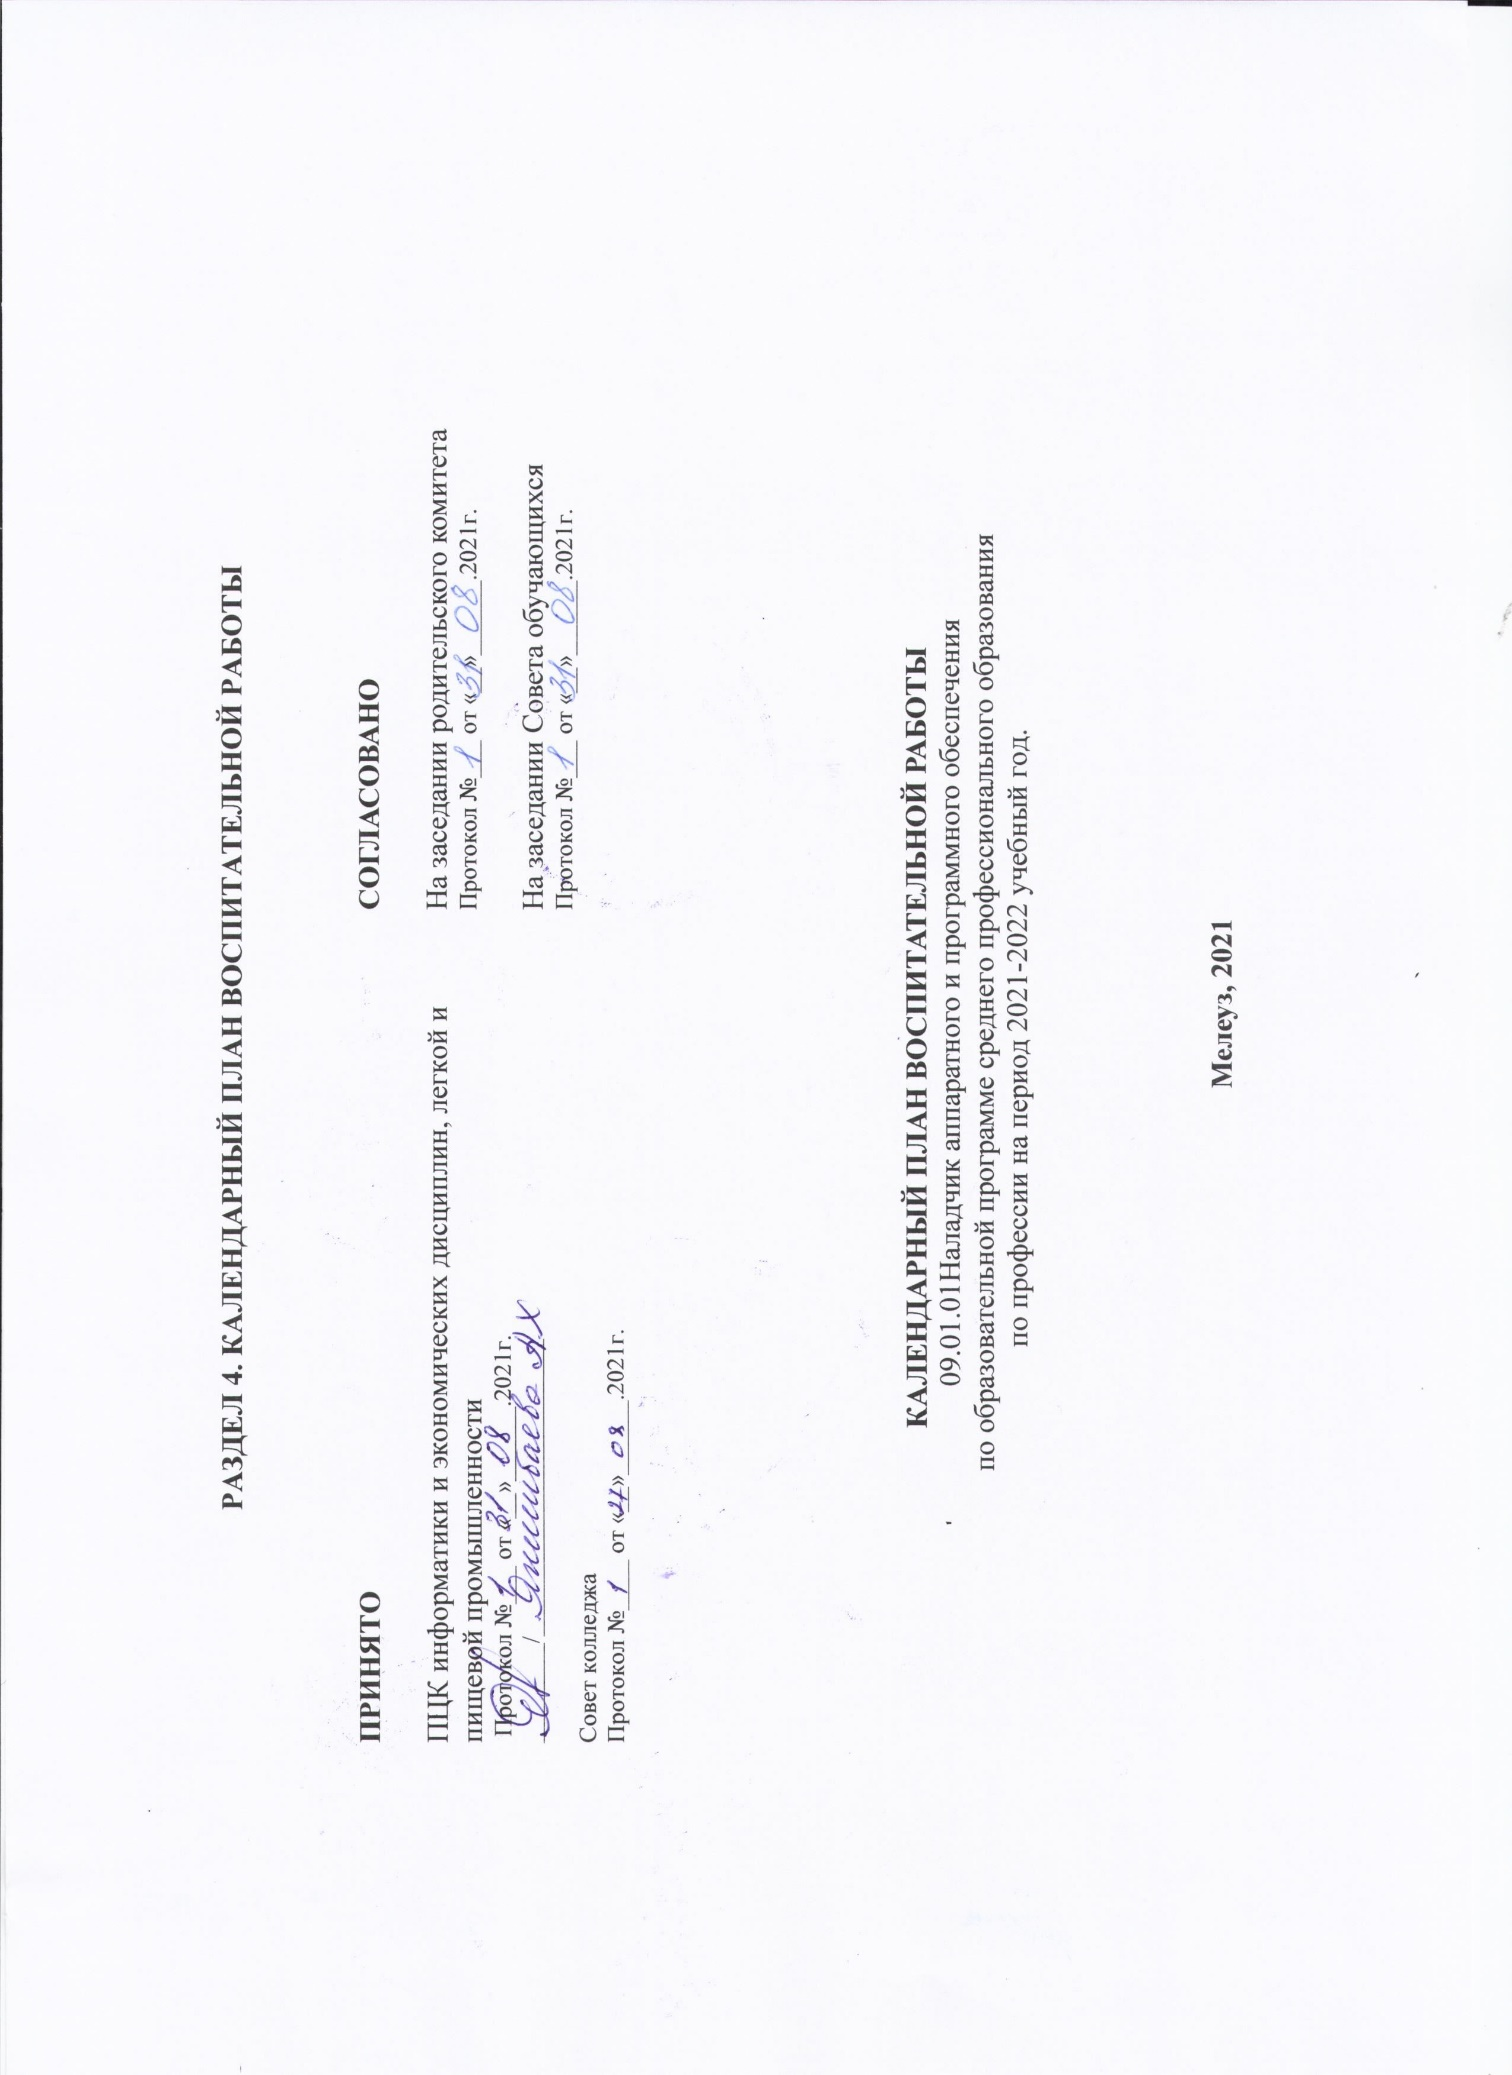 РАЗДЕЛ 4. КАЛЕНДАРНЫЙ ПЛАН ВОСПИТАТЕЛЬНОЙ РАБОТЫ
ПРИНЯТО
ПЦК информатики и экономических дисциплин, легкой и
пищевой промышленности
Протокол № 1 от «31» 08.2021г.
/ Янишбаева А.Х
Совет колледжа
Протокол № 1 от « » 08.2021г.
СОГЛАСОВАНО
На заседании родительского комитета
Протокол № 1 от «31» 08.2021г.
На заседании Совета обучающихся
Протокол № 1 от «31» 08.2021г.
КАЛЕНДАРНЫЙ ПЛАН ВОСПИТАТЕЛЬНОЙ РАБОТЫ
09.01.01Наладчик аппаратного и программного обеспечения
по образовательной программе среднего профессионального образования
по профессии на период 2021-2022 учебный год.
Мелеуз, 2021